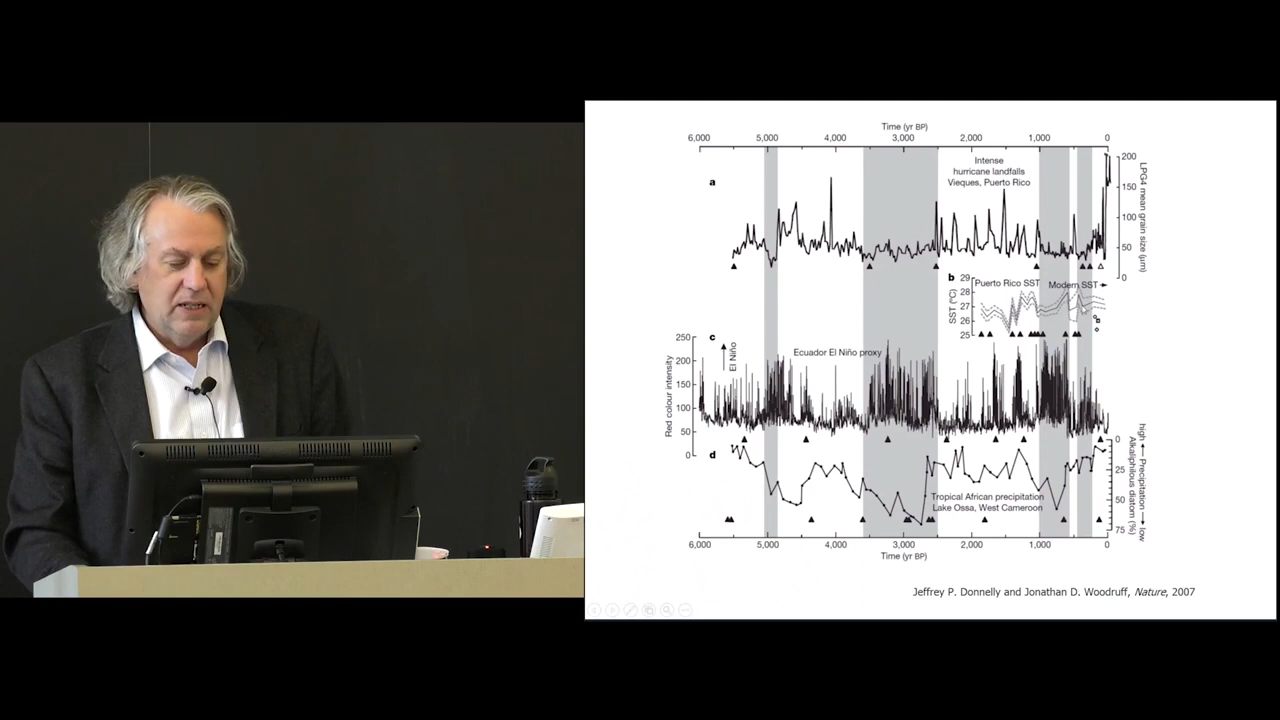 Time (yr BP)
6,000 5,000 4,000 3,000 2,000 1,000 0
a
Intense
hurricane landfalls
Vieques, Puerto Rico
200
150
100
50
0
LPG4 mean grain size (µm)
b
Puerto Rico SST
Modern SST
29
28
27
26
25
SST (°C)
c
El Niño
Ecuador El Niño proxy
250
200
150
100
50
0
Red colour intensity
d
Tropical African precipitation
Lake Ossa, West Cameroon
0
25
50
75
Alkaliphilous diatom (%)
high Precipitation low
6,000 5,000 4,000 3,000 2,000 1,000 0
Time (yr BP)
Jeffrey P. Donnelly and Jonathan D. Woodruff, Nature, 2007